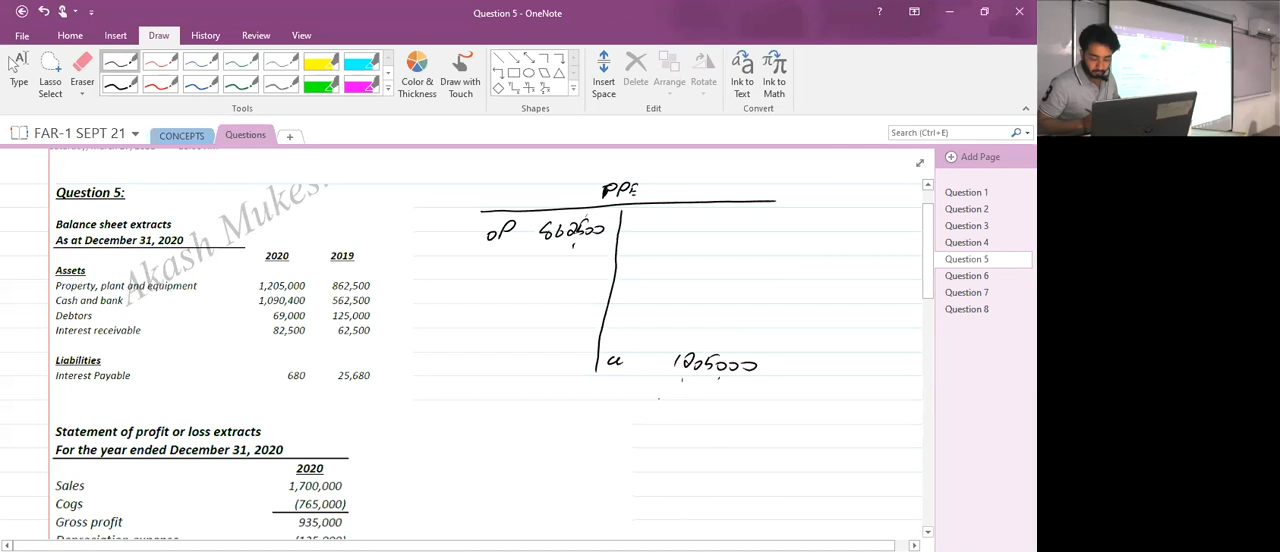 Question 5 - OneNote
?
File
Home
Insert
Draw
History
Review
View
Type
Lasso Select
Eraser
Color & Thickness
Draw with Touch
Insert Space
Delete
Arrange
Rotate
Ink to Text
Ink to Math
Tools
Shapes
Edit
Convert
FAR-1 SEPT 21
CONCEPTS
Questions
Search (Ctrl+E)
Add Page
Question 1
Question 2
Question 3
Question 4
Question 5
Question 6
Question 7
Question 8
Akash Mukes
Question 5:
Balance sheet extracts
As at December 31, 2020
2020 2019
Assets
Property, plant and equipment 1,205,000 862,500
Cash and bank 1,090,400 562,500
Debtors 69,000 125,000
Interest receivable 82,500 62,500
Liabilities
Interest Payable 680 25,680
Statement of profit or loss extracts
For the year ended December 31, 2020
2020
Sales 1,700,000
Cogs (765,000)
Gross profit 935,000
Depreciation expense (135,000)
PPE
OP 862500
1205000